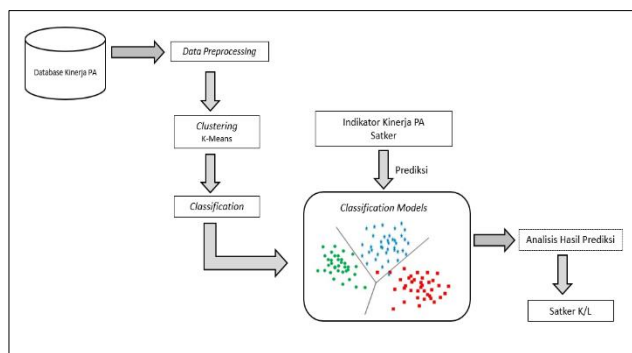 Database Kinerja PA
Data Preprocessing
Clustering
K-Means
Classification
Indikator Kinerja PA
Satker
Prediksi
Classification Models
Analisis Hasil Prediksi
Satker K/L